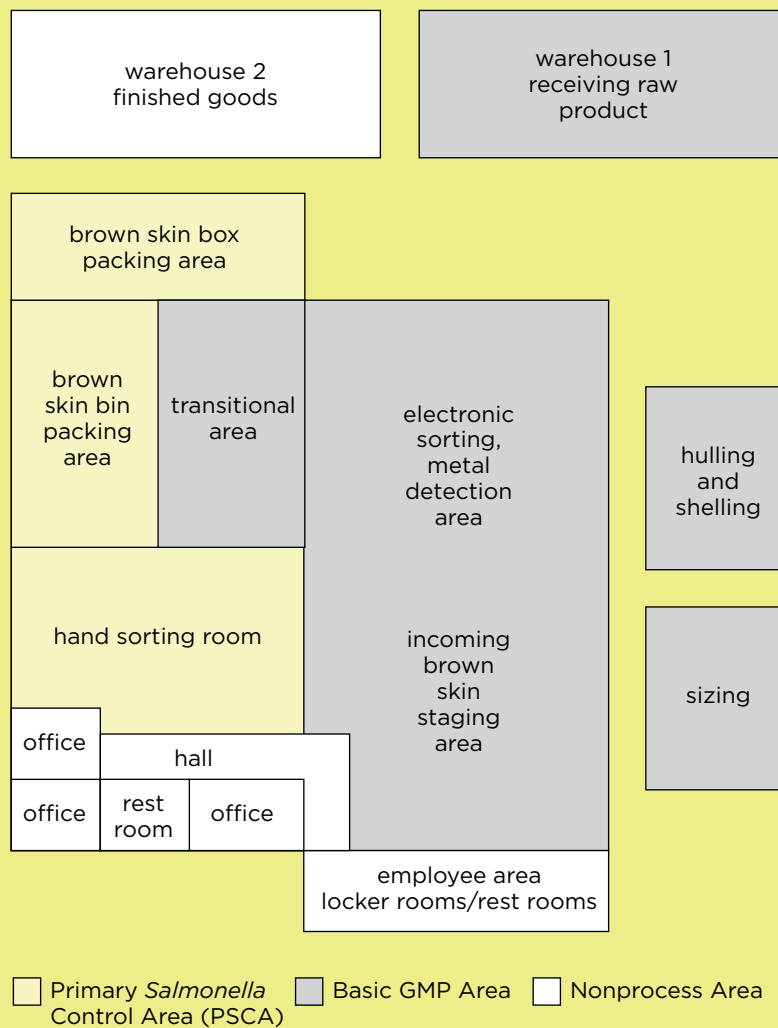 warehouse 2
finished goods
warehouse 1
receiving raw
product
brown skin box
packing area
brown
skin bin
packing
area
transitional
area
electronic
sorting,
metal
detection
area
hulling
and
shelling
hand sorting room
incoming
brown
skin
staging
area
sizing
office
hall
office
rest
room
office
employee area
locker rooms/rest rooms
Primary Salmonella
Control Area (PSCA)
Basic GMP Area
Nonprocess Area